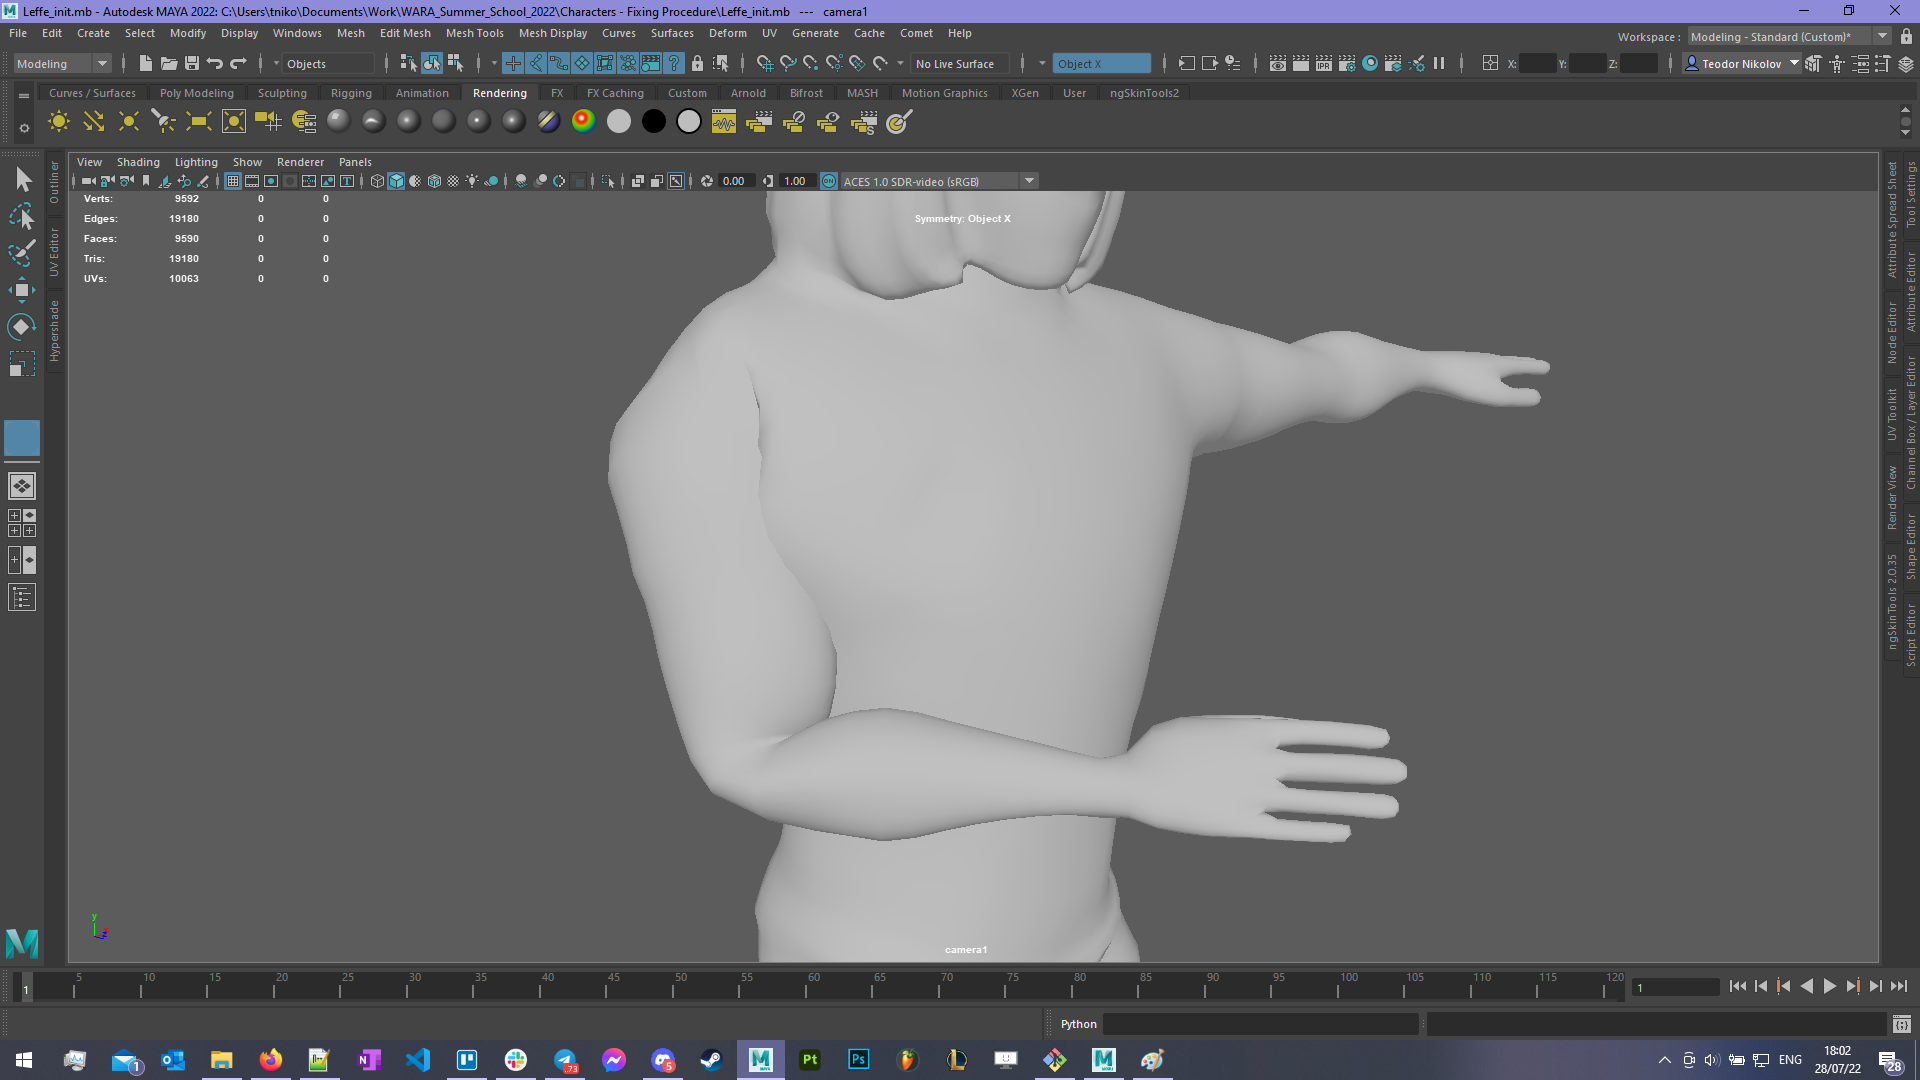 Leffe_init.mb - Autodesk MAYA 2022: C:\Users\tniko\Documents\Work\WARA_Summer_School_2022\Characters - Fixing Procedure\Leffe_init.mb --- camera1
File Edit Create Select Modify Display Windows Mesh Edit Mesh Mesh Tools Mesh Display Curves Surfaces Deform UV Generate Cache Comet Help
Workspace : Modeling - Standard (Custom)*
Modeling Objects No Live Surface Object X X: Y: Z: Teodor Nikolov
Curves / Surfaces Poly Modeling Sculpting Rigging Animation Rendering FX FX Caching Custom Arnold Bifrost MASH Motion Graphics XGen User ngSkinTools2
View Shading Lighting Show Renderer Panels
0.00 1.00 ON ACES 1.0 SDR-video (sRGB)
Verts: 9592 0 0
Edges: 19180 0 0
Faces: 9590 0 0
Tris: 19180 0 0
UVs: 10063 0 0
Symmetry: Object X
Outliner
UV Editor
Hypershade
Attribute Spread Sheet
Node Editor
UV Toolkit
Render View
ngSkinTools 2.0.35
Tool Settings
Attribute Editor
Channel Box / Layer Editor
Shape Editor
Script Editor
y
camera1
5 10 15 20 25 30 35 40 45 50 55 60 65 70 75 80 85 90 95 100 105 110 115 120
1 1
Python
ENG 18:02
28/07/22